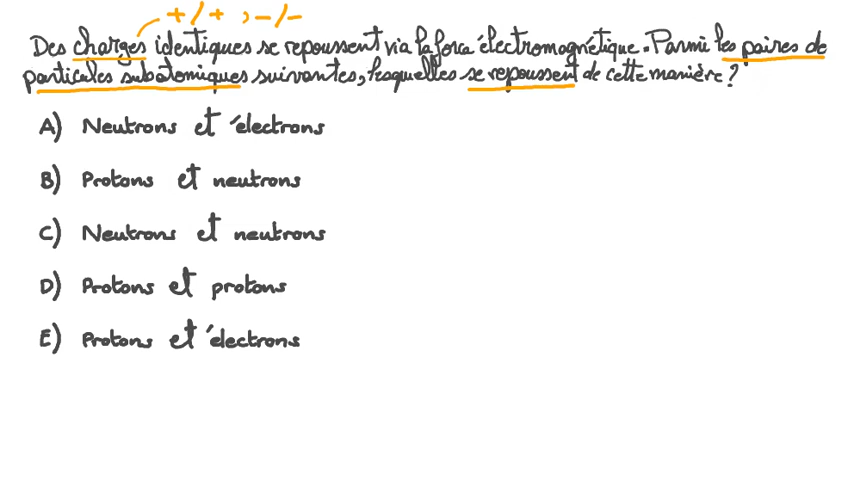 +/+ , -/-
Des charges identiques se repoussent via la force électromagnétique. Parmi les paires de
particules subatomiques suivantes, lesquelles se repoussent de cette manière ?
A) Neutrons et électrons
B) Protons et neutrons
C) Neutrons et neutrons
D) Protons et protons
E) Protons et électrons